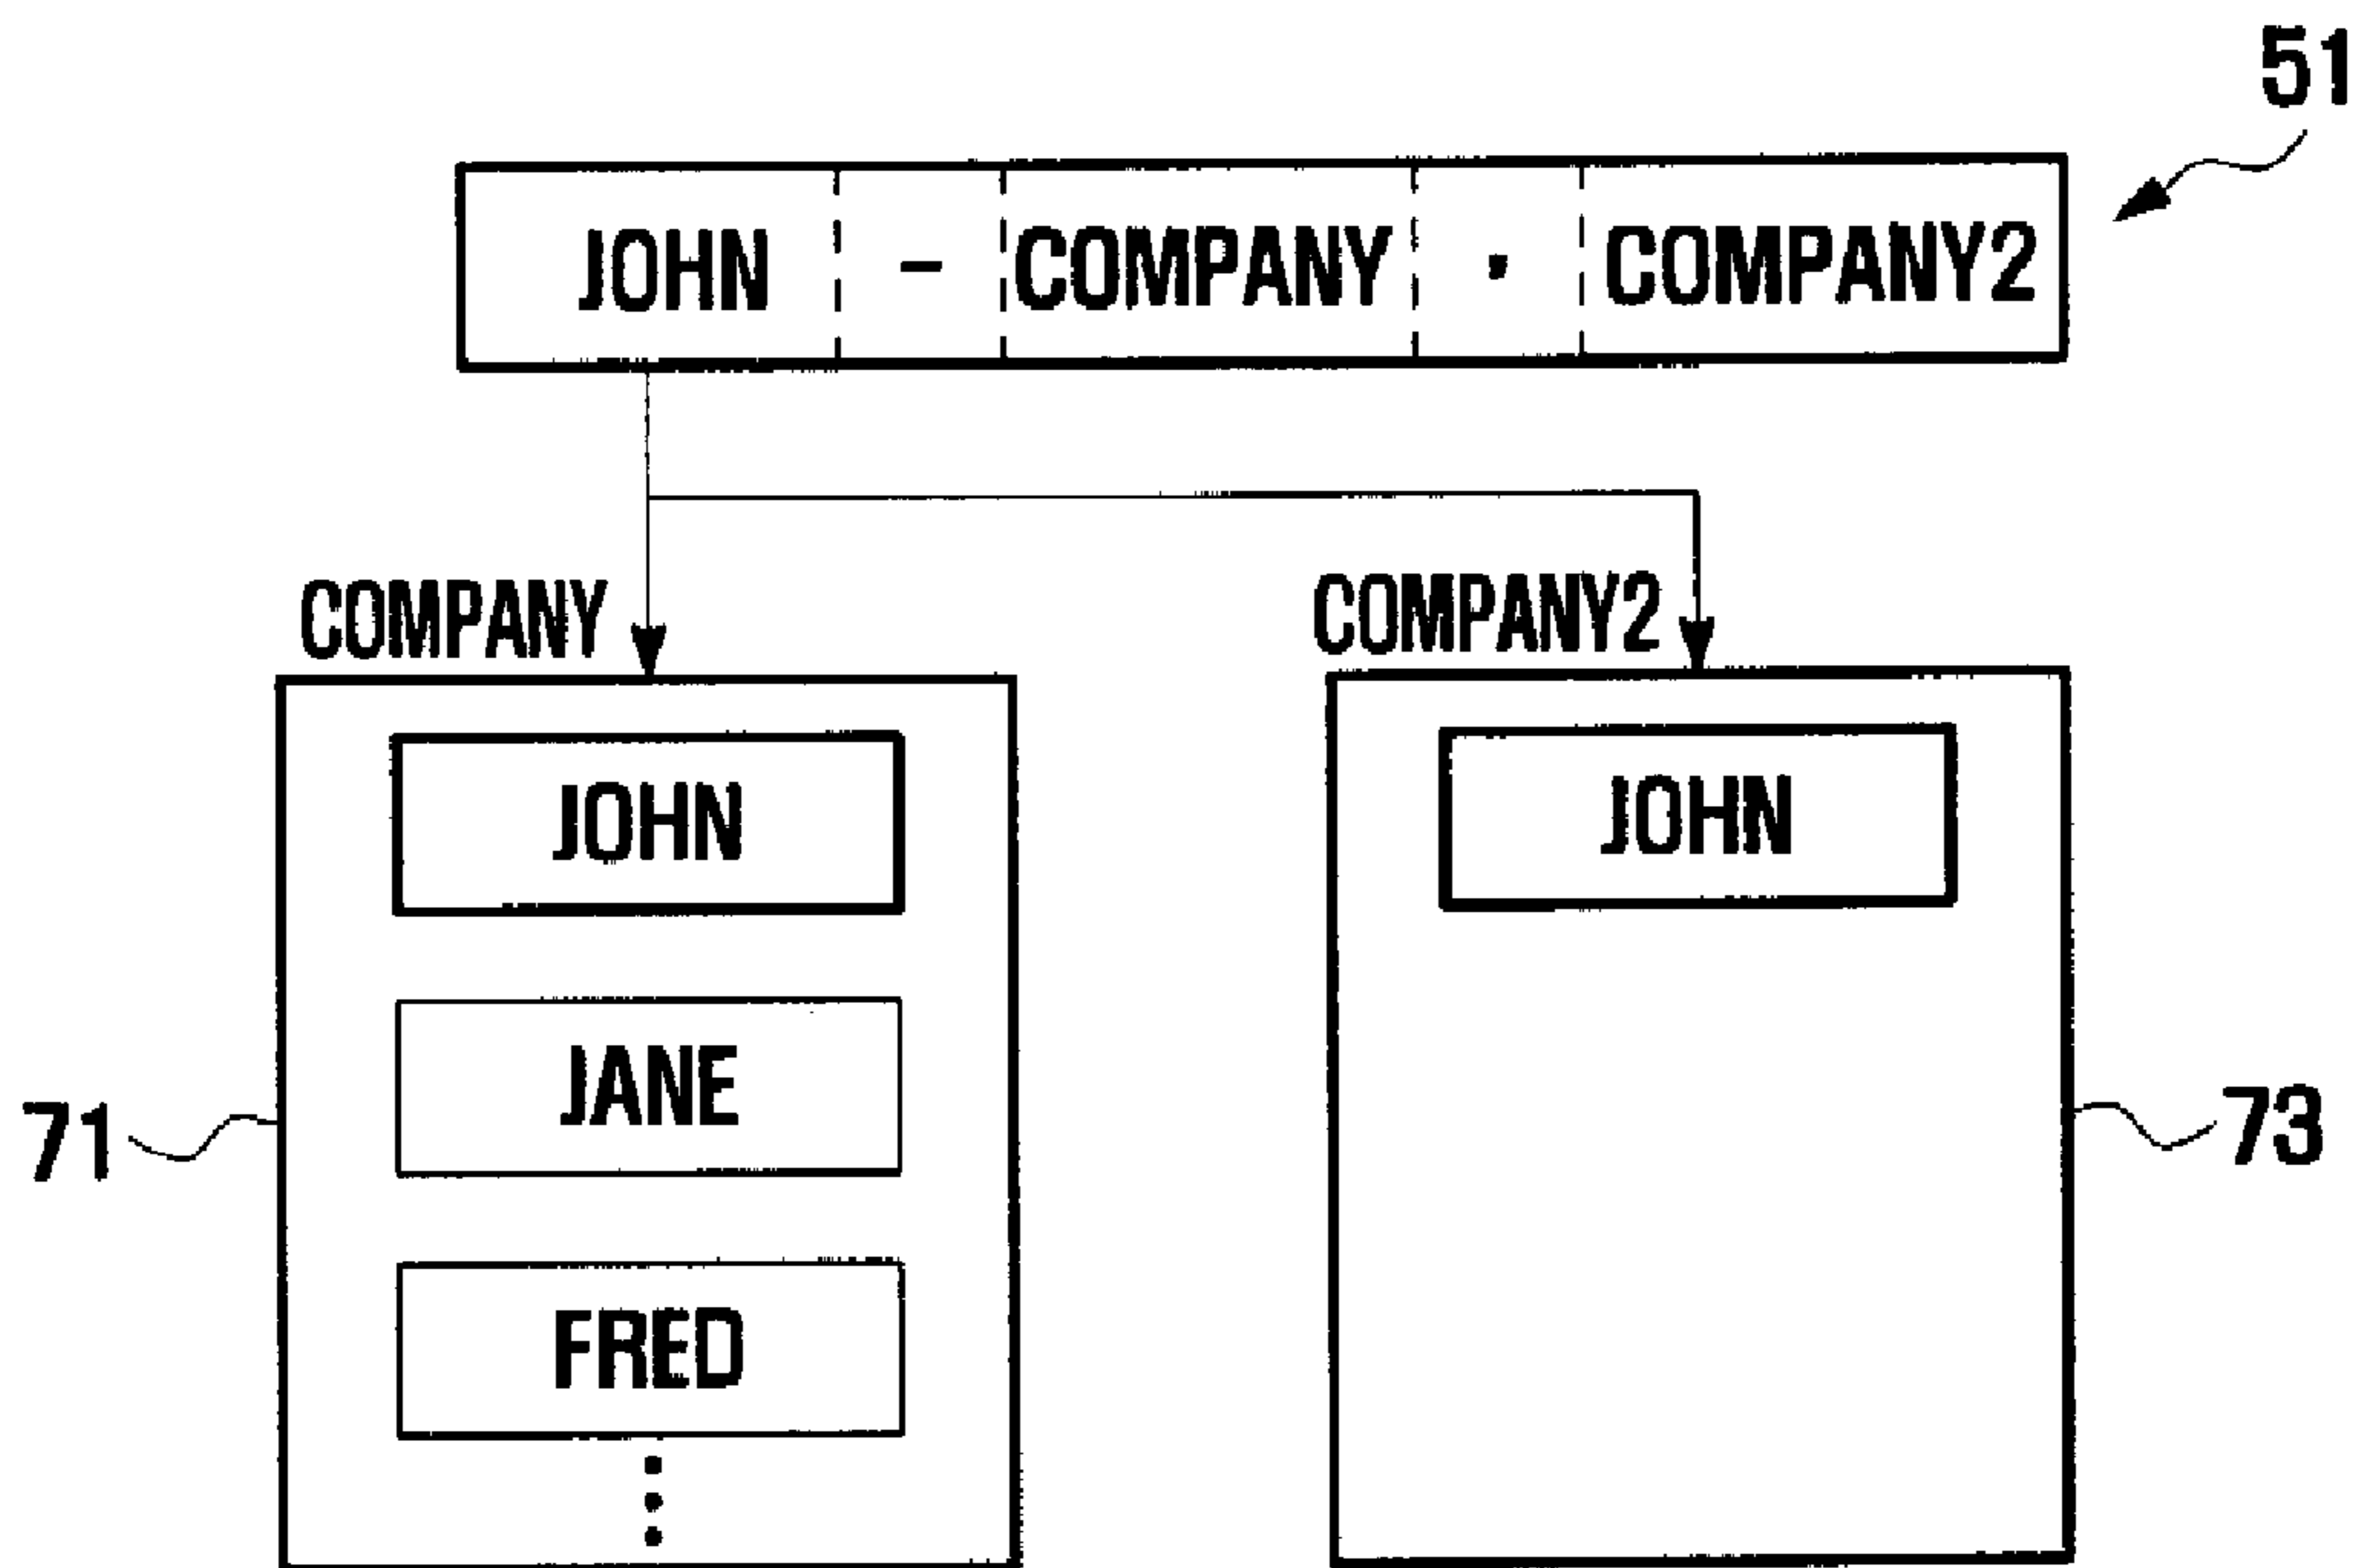 51
JOHN - COMPANY , COMPANY2
COMPANY
COMPANY2
JOHN
JOHN
JANE
71
73
FRED